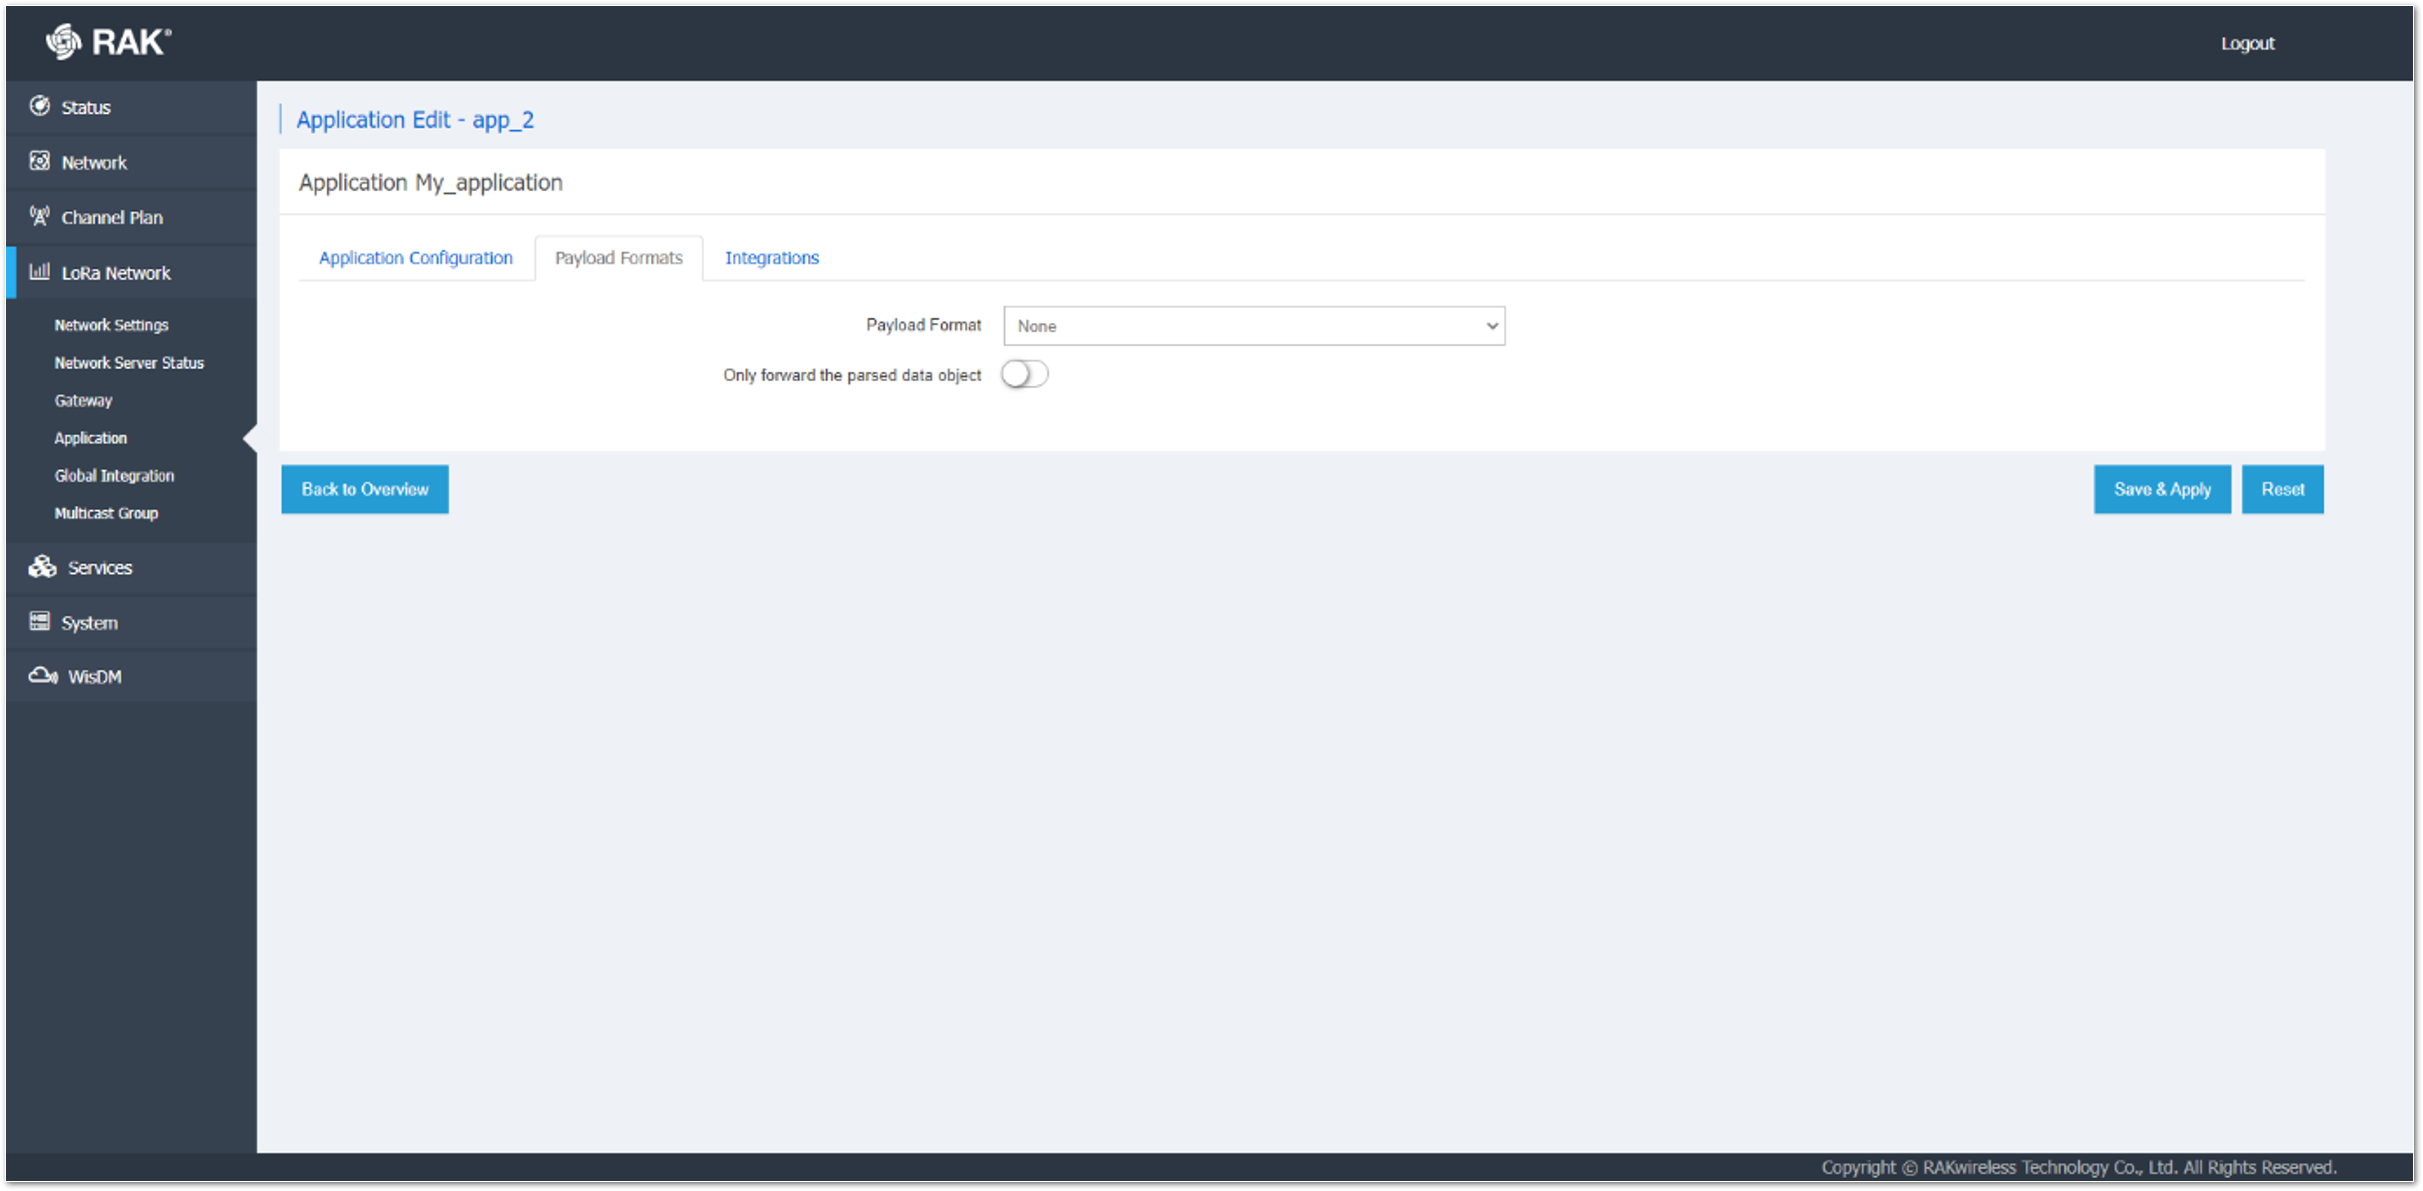 RAK®
Logout
Status
Network
Channel Plan
LoRa Network
Network Settings
Network Server Status
Gateway
Application
Global Integration
Multicast Group
Services
System
WisDM
Application Edit - app_2
Application My_application
Application Configuration
Payload Formats
Integrations
Payload Format
None
Only forward the parsed data object
Back to Overview
Save & Apply
Reset
Copyright © RAKwireless Technology Co., Ltd. All Rights Reserved.